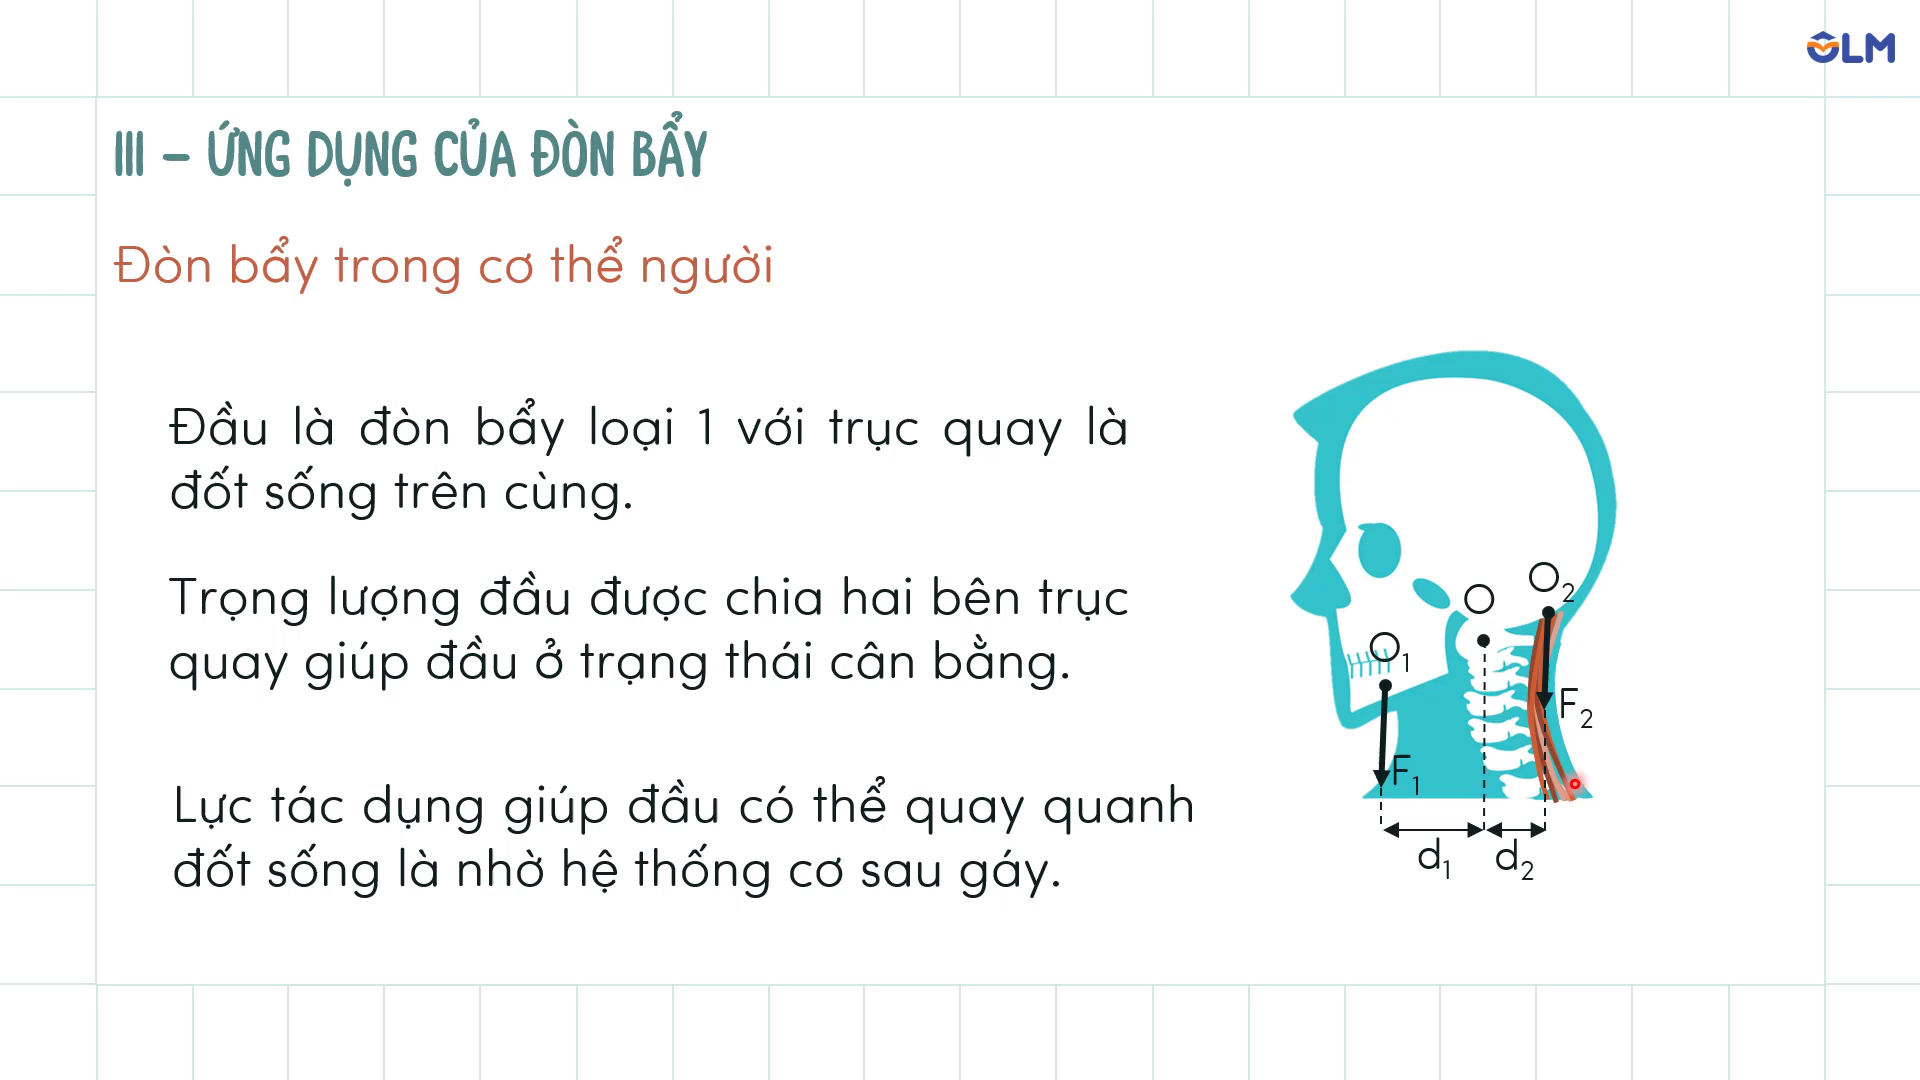 ÔLM
III – ỨNG DỤNG CỦA ĐÒN BẨY
Đòn bẩy trong cơ thể người
Đầu là đòn bẩy loại 1 với trục quay là
đốt sống trên cùng.
Trọng lượng đầu được chia hai bên trục
quay giúp đầu ở trạng thái cân bằng.
Lực tác dụng giúp đầu có thể quay quanh
đốt sống là nhờ hệ thống cơ sau gáy.
O₂
O
O₁
F₂
F₁
d₁ d₂